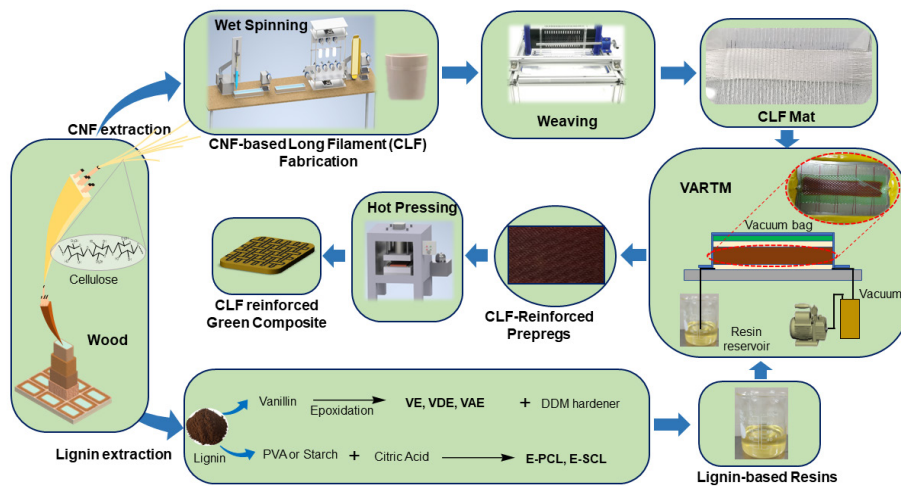 Wet Spinning
CNF extraction
CNF-based Long Filament (CLF)
Fabrication
Weaving
CLF Mat
VARTM
Vacuum bag
Vacuum
Resin
reservoir
Hot Pressing
CLF-Reinforced
Prepregs
CLF reinforced
Green Composite
Cellulose
Wood
Lignin extraction
Lignin
Vanillin
Epoxidation
VE, VDE, VAE
+ DDM hardener
PVA or Starch + Citric Acid
E-PCL, E-SCL
Lignin-based Resins